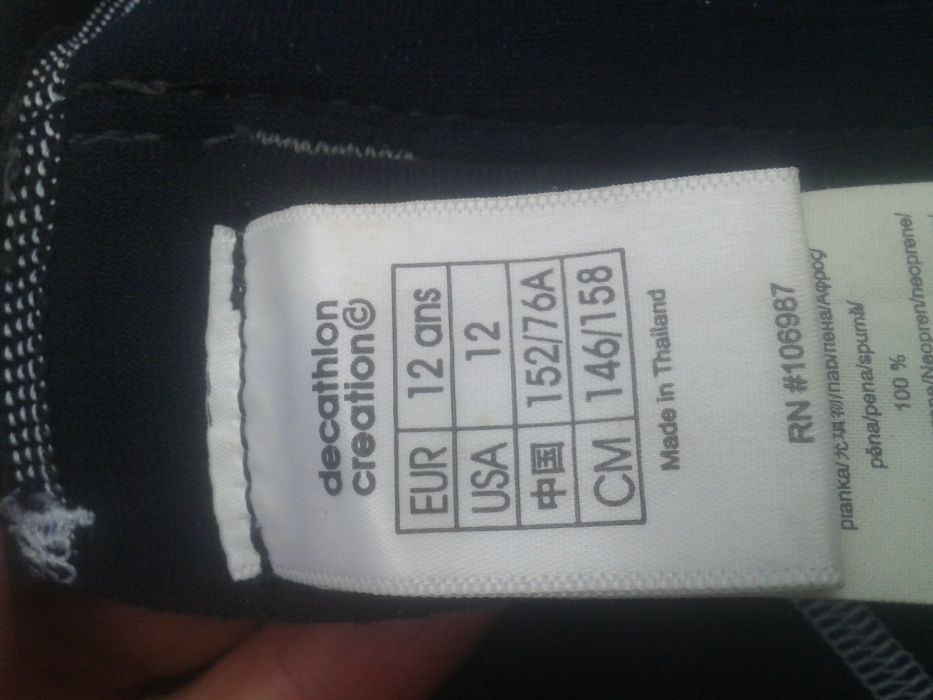 decathlon
creation©
EUR 12 ans
USA 12
中国 152/76A
CM 146/158
Made in Thailand
RN #106987
pěna/pena/spumă/
100 %